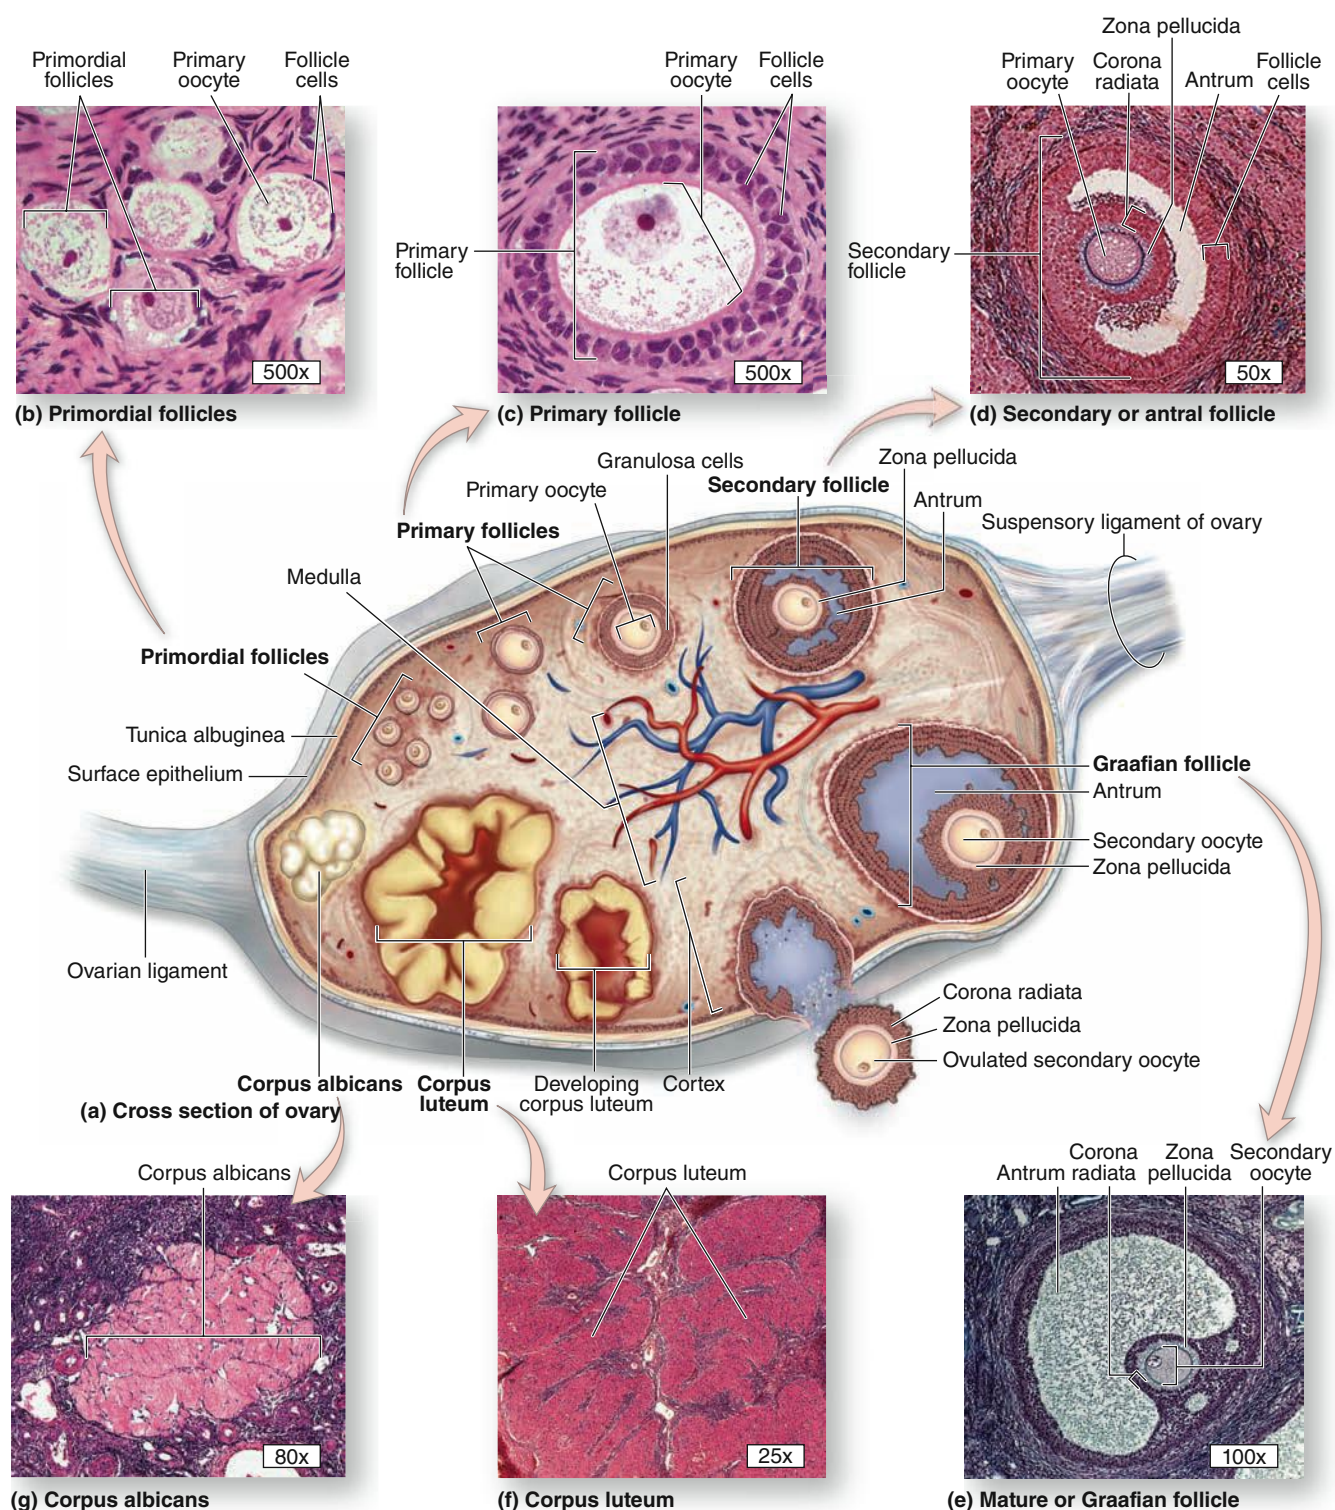 Primordial
follicles
Primary
oocyte
Follicle
cells
500x
(b) Primordial follicles
Primary
oocyte
Follicle
cells
Primary
follicle
500x
(c) Primary follicle
Zona pellucida
Primary
oocyte
Corona
radiata
Antrum
Follicle
cells
Secondary
follicle
50x
(d) Secondary or antral follicle
Granulosa cells
Zona pellucida
Primary oocyte
Secondary follicle
Antrum
Primary follicles
Suspensory ligament of ovary
Medulla
Primordial follicles
Tunica albuginea
Surface epithelium
Graafian follicle
Antrum
Secondary oocyte
Zona pellucida
Ovarian ligament
Corona radiata
Zona pellucida
Ovulated secondary oocyte
Corpus albicans
Corpus
luteum
Developing
corpus luteum
Cortex
(a) Cross section of ovary
Corpus albicans
80x
(g) Corpus albicans
Corpus luteum
25x
(f) Corpus luteum
Antrum
Corona
radiata
Zona
pellucida
Secondary
oocyte
100x
(e) Mature or Graafian follicle